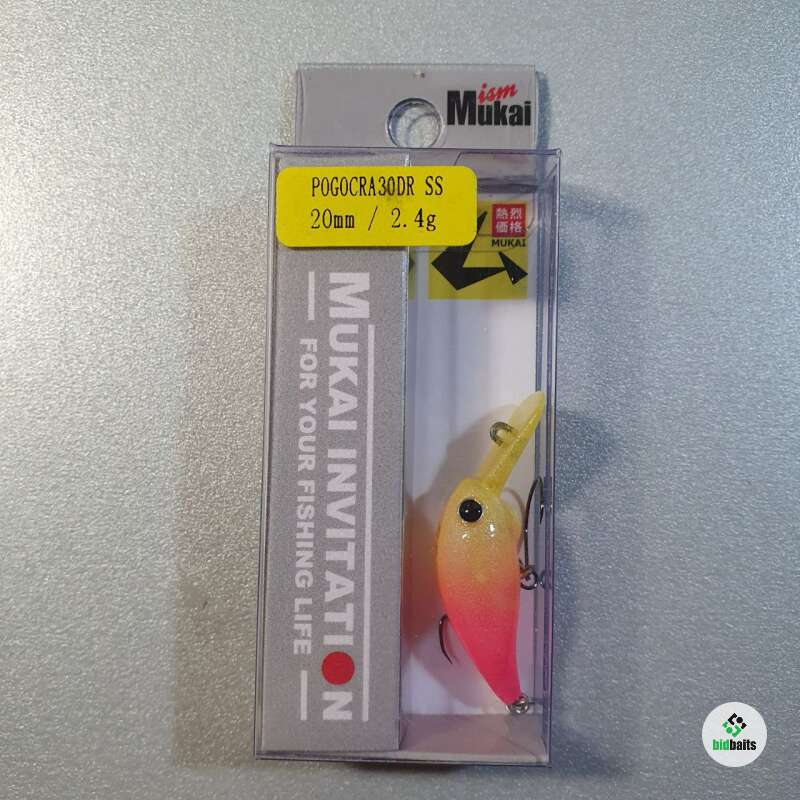 ism
Mukai
POGOCRA30DR SS
20mm / 2.4g
熱烈
価格
MUKAI
MUKAI INVITATION
FOR YOUR FISHING LIFE
bidbaits